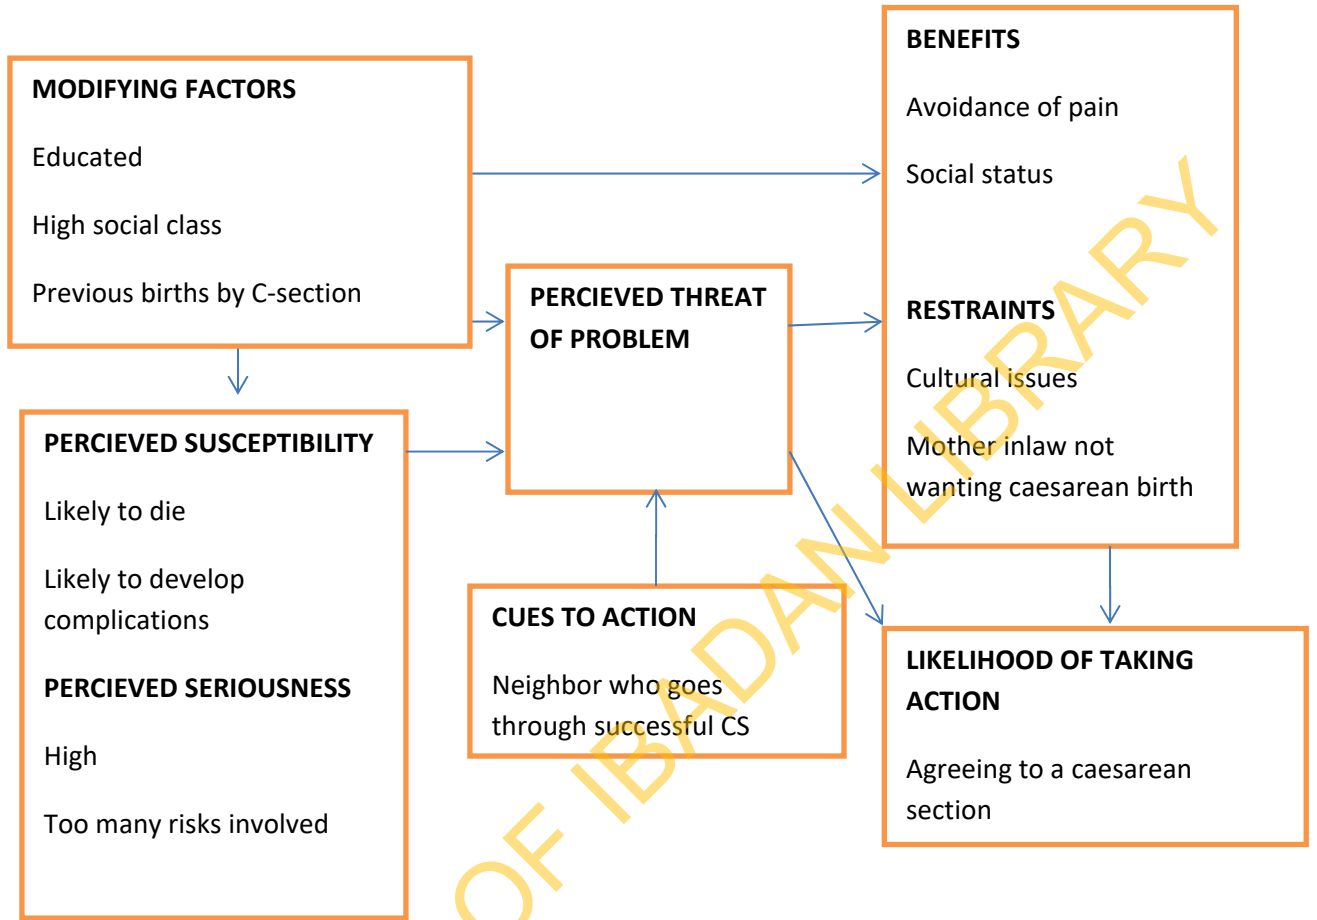 MODIFYING FACTORS
Educated
High social class
Previous births by C-section
PERCIEVED SUSCEPTIBILITY
Likely to die
Likely to develop
complications
PERCIEVED SERIOUSNESS
High
Too many risks involved
PERCIEVED THREAT
OF PROBLEM
CUES TO ACTION
Neighbor who goes
through successful CS
BENEFITS
Avoidance of pain
Social status
RESTRAINTS
Cultural issues
Mother inlaw not
wanting caesarean birth
LIKELIHOOD OF TAKING
ACTION
Agreeing to a caesarean
section
OF IBADAN LIBRARY